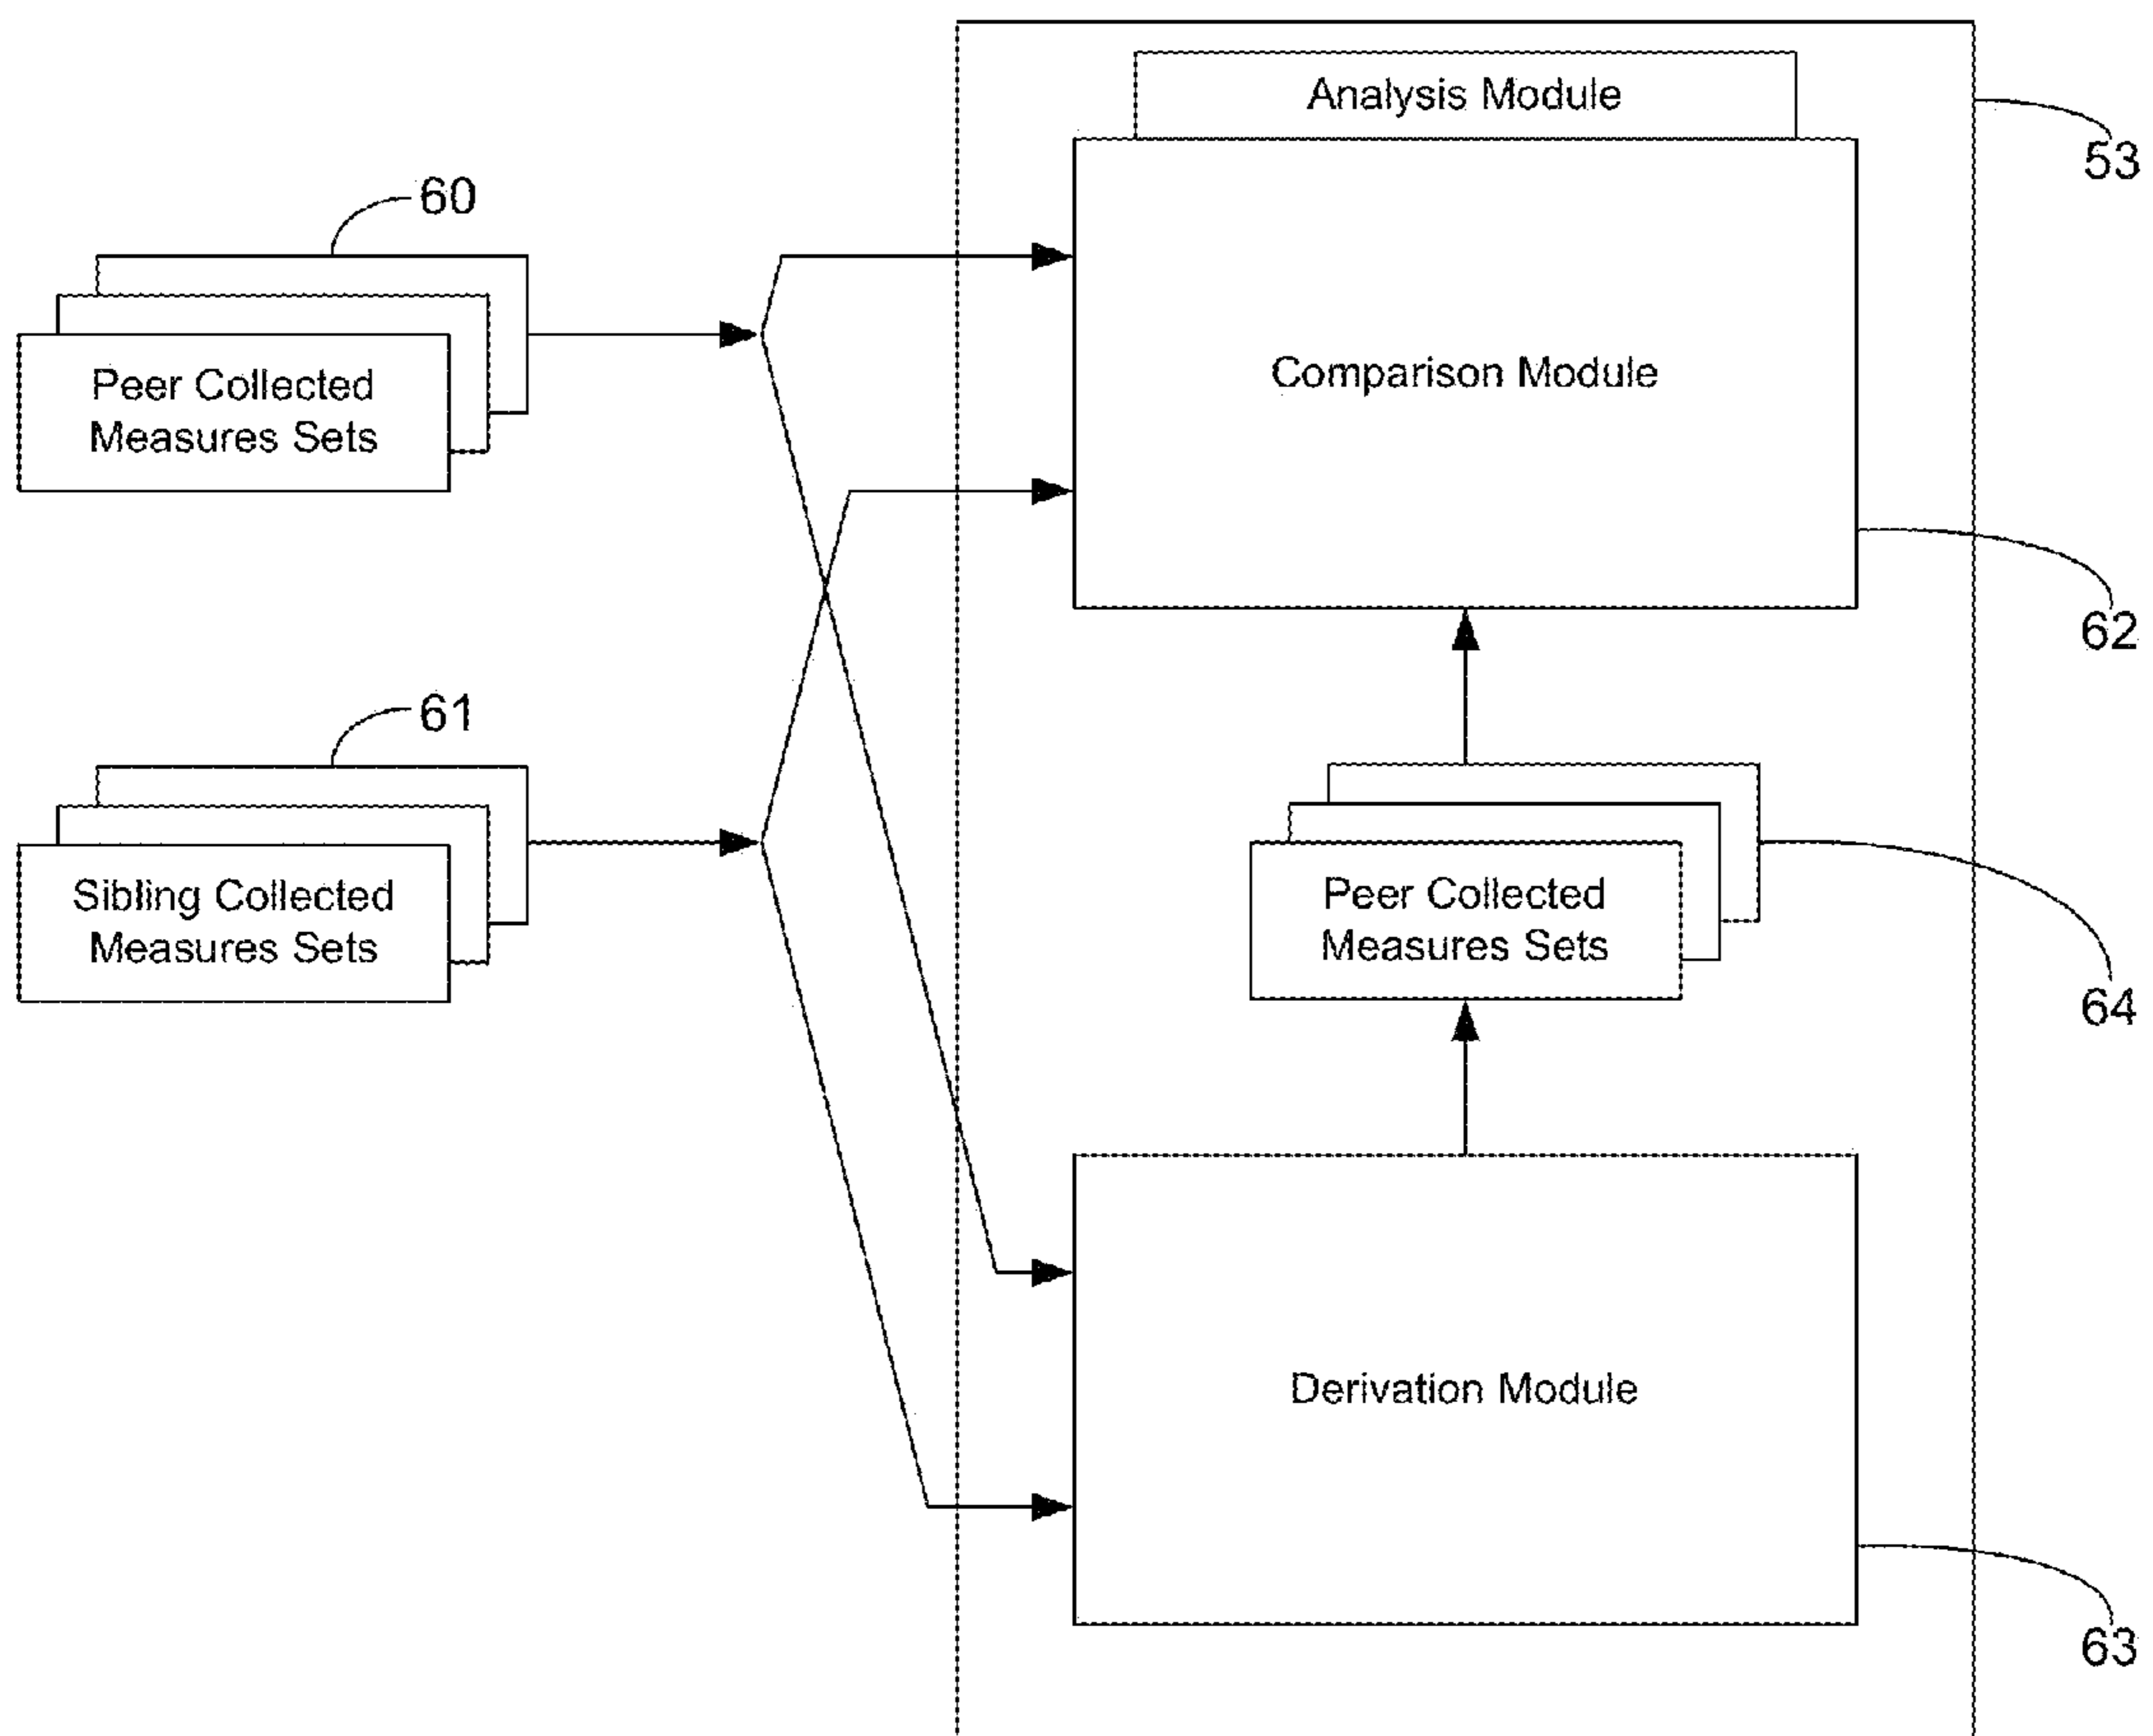 Analysis Module
53
60
Peer Collected
Measures Sets
Comparison Module
62
61
Sibling Collected
Measures Sets
Peer Collected
Measures Sets
64
Derivation Module
63